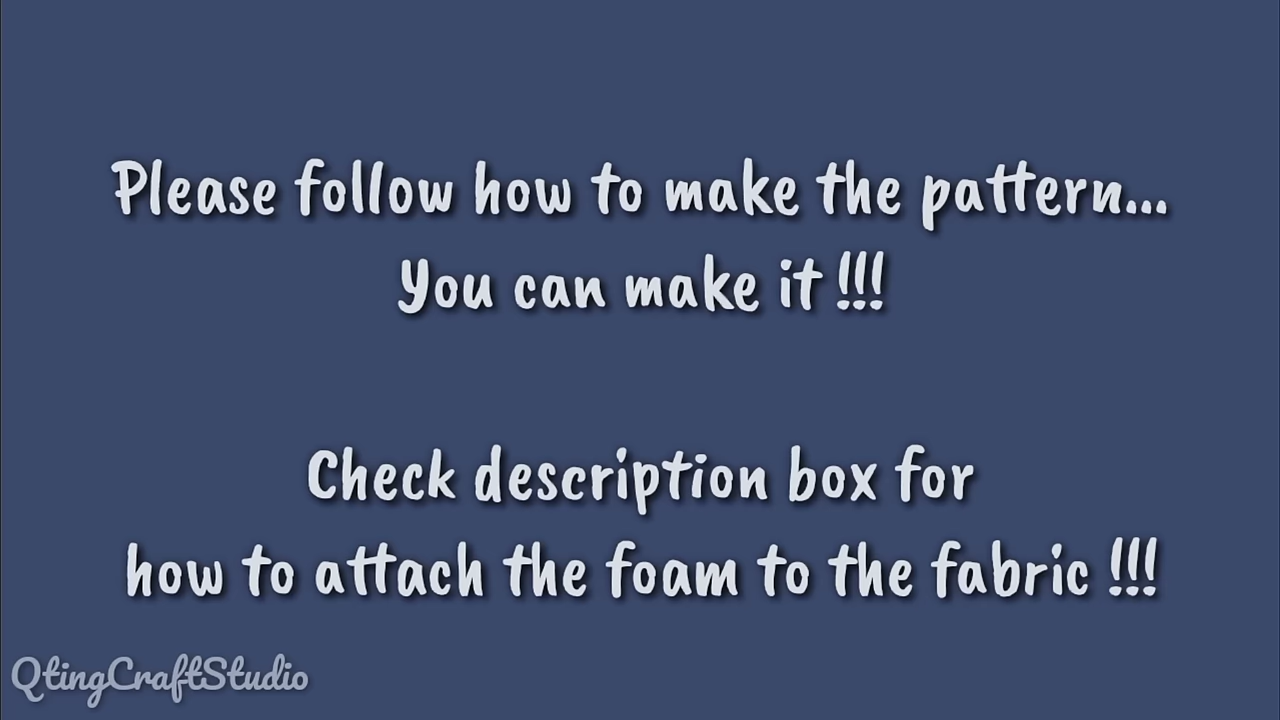 Please follow how to make the pattern...
You can make it !!!
Check description box for
how to attach the foam to the fabric !!!
QtingCraftStudio